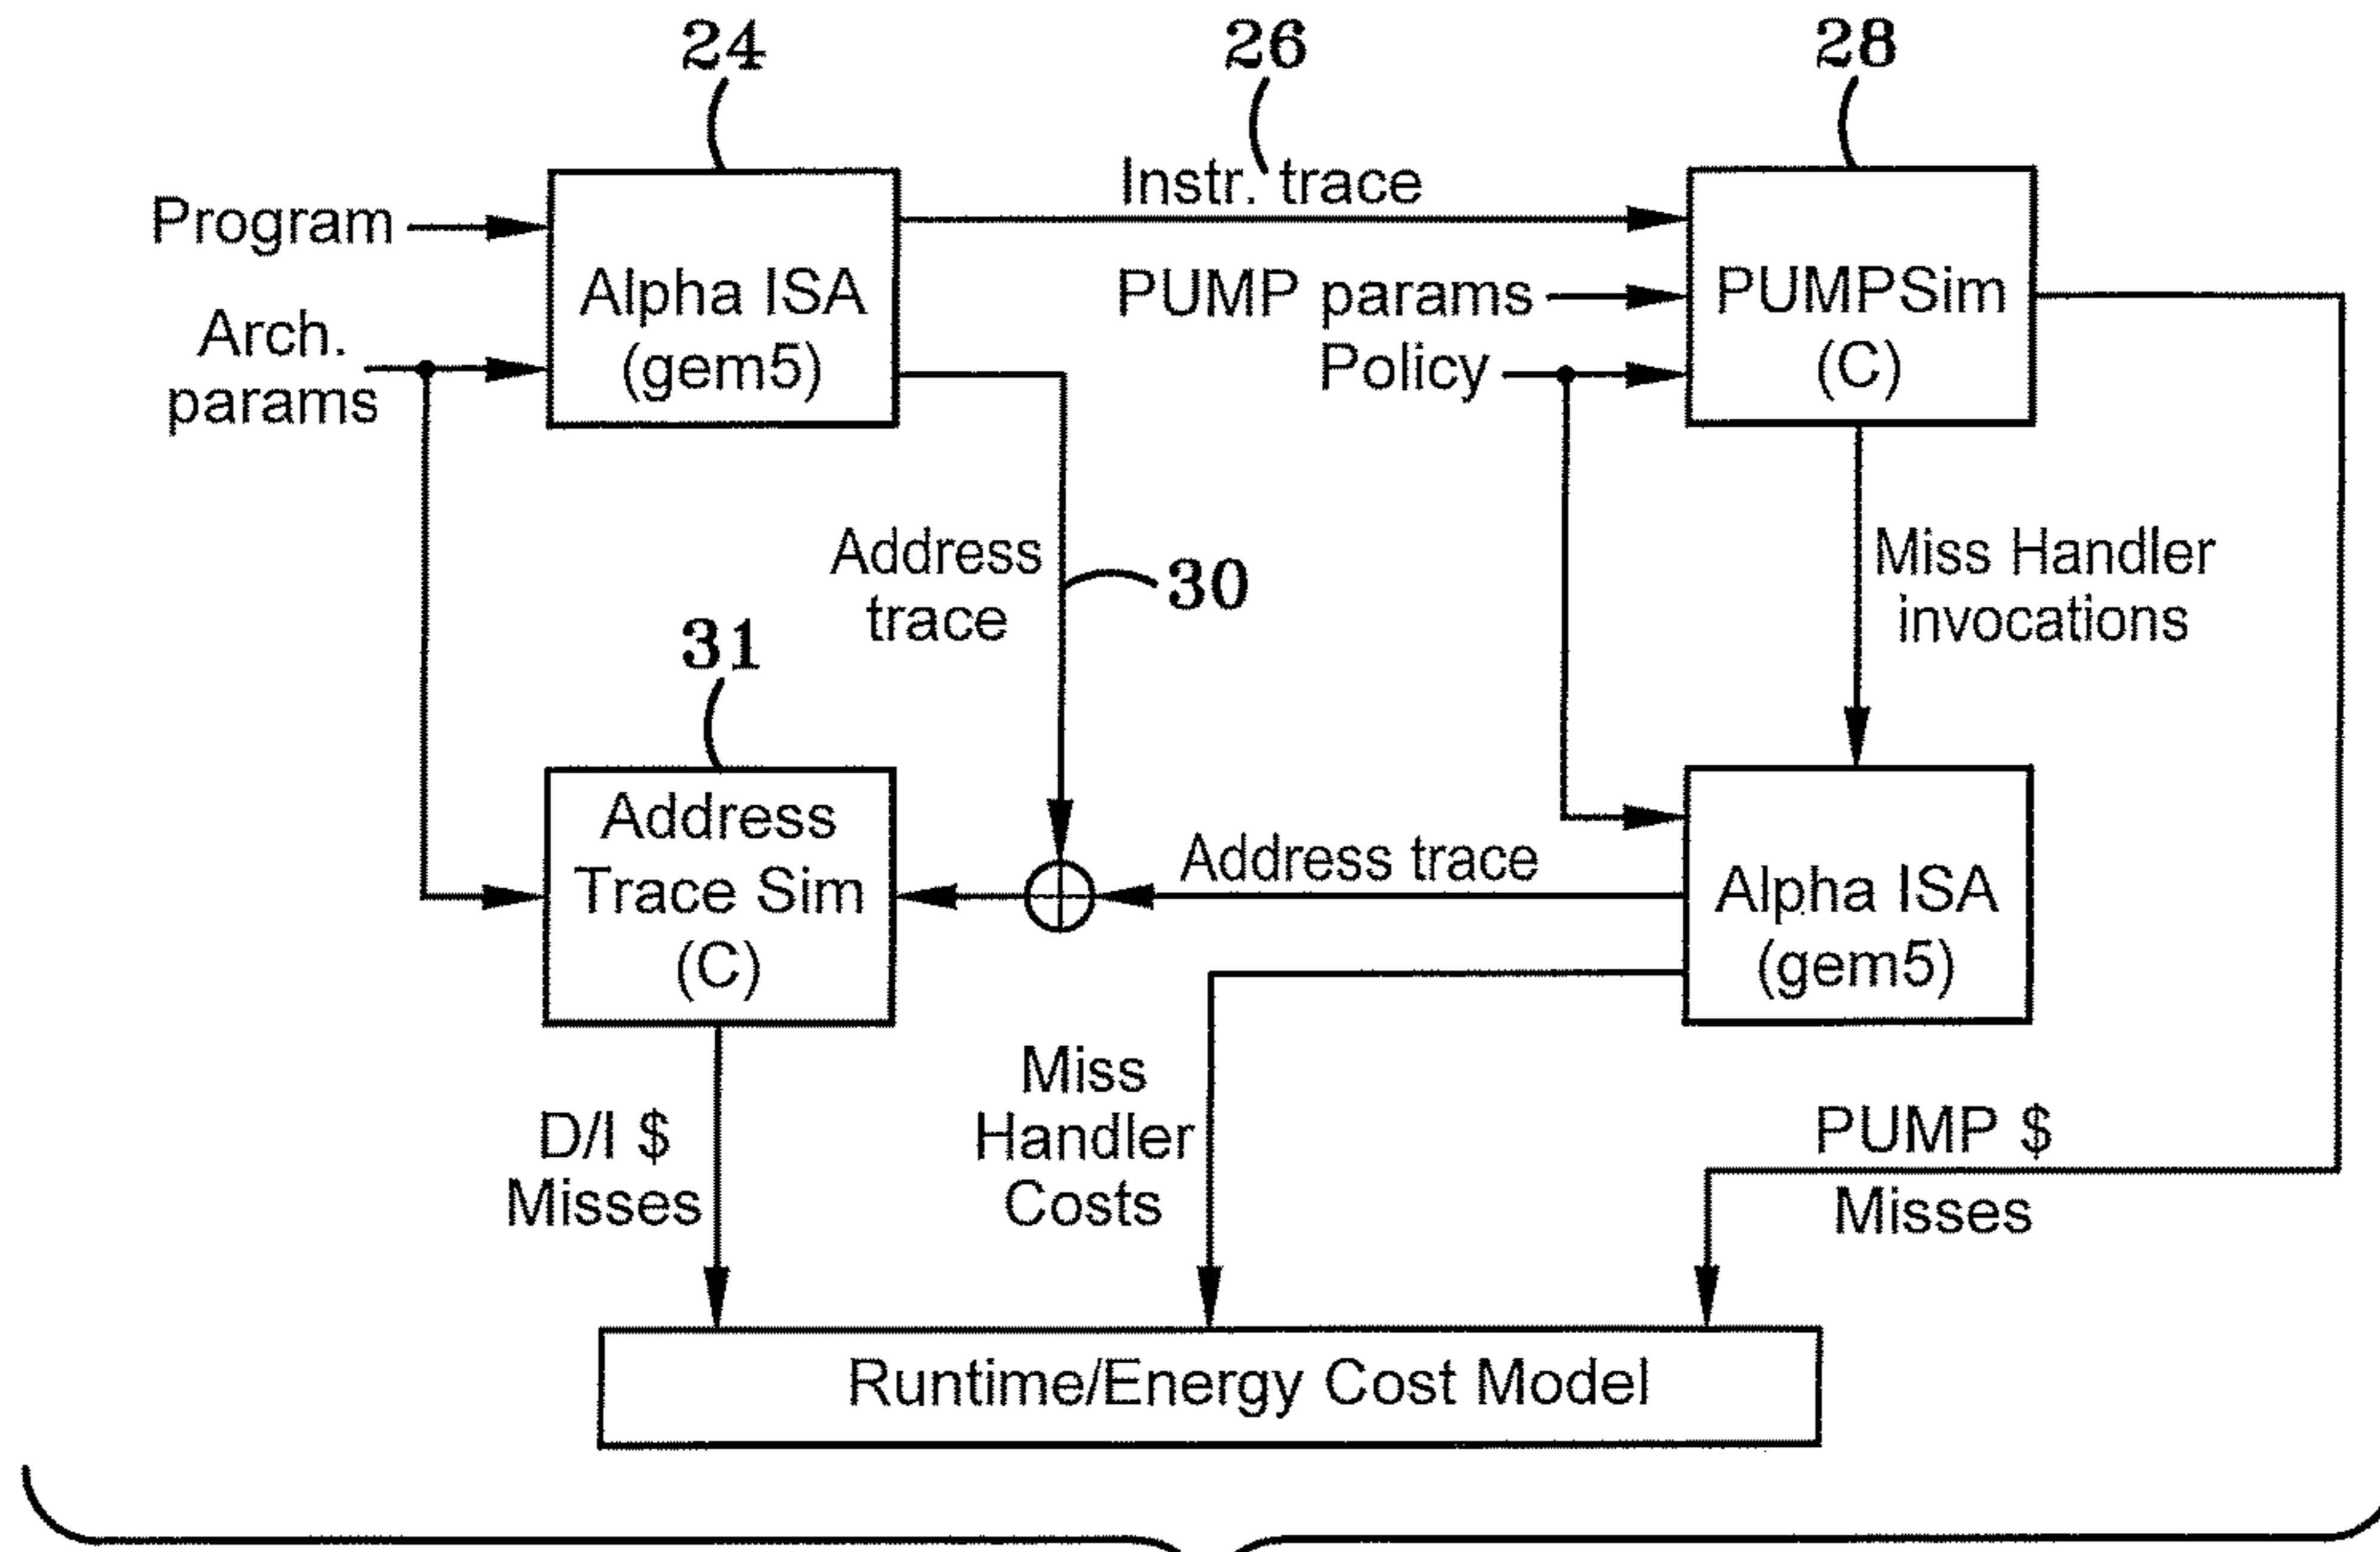 24
26
28
Instr. trace
Program
Alpha ISA
(gem5)
PUMP params
PUMPSim
(C)
Arch.
params
Policy
Address
trace
30
Miss Handler
invocations
31
Address
Trace Sim
(C)
Address trace
Alpha ISA
(gem5)
D/I $
Misses
Miss
Handler
Costs
PUMP $
Misses
Runtime/Energy Cost Model